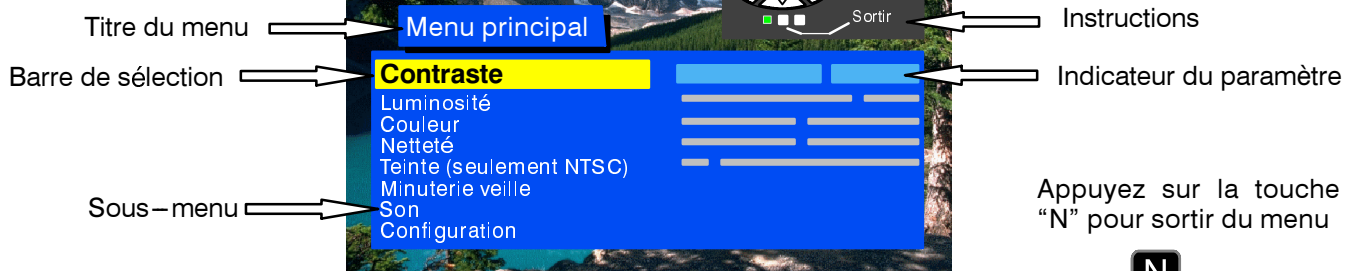 Titre du menu
Menu principal
Sortir
Instructions
Barre de sélection
Contraste
Indicateur du paramètre
Luminosité
Couleur
Netteté
Teinte (seulement NTSC)
Minuterie veille
Sous-menu
Son
Configuration
Appuyez sur la touche
“N” pour sortir du menu
N